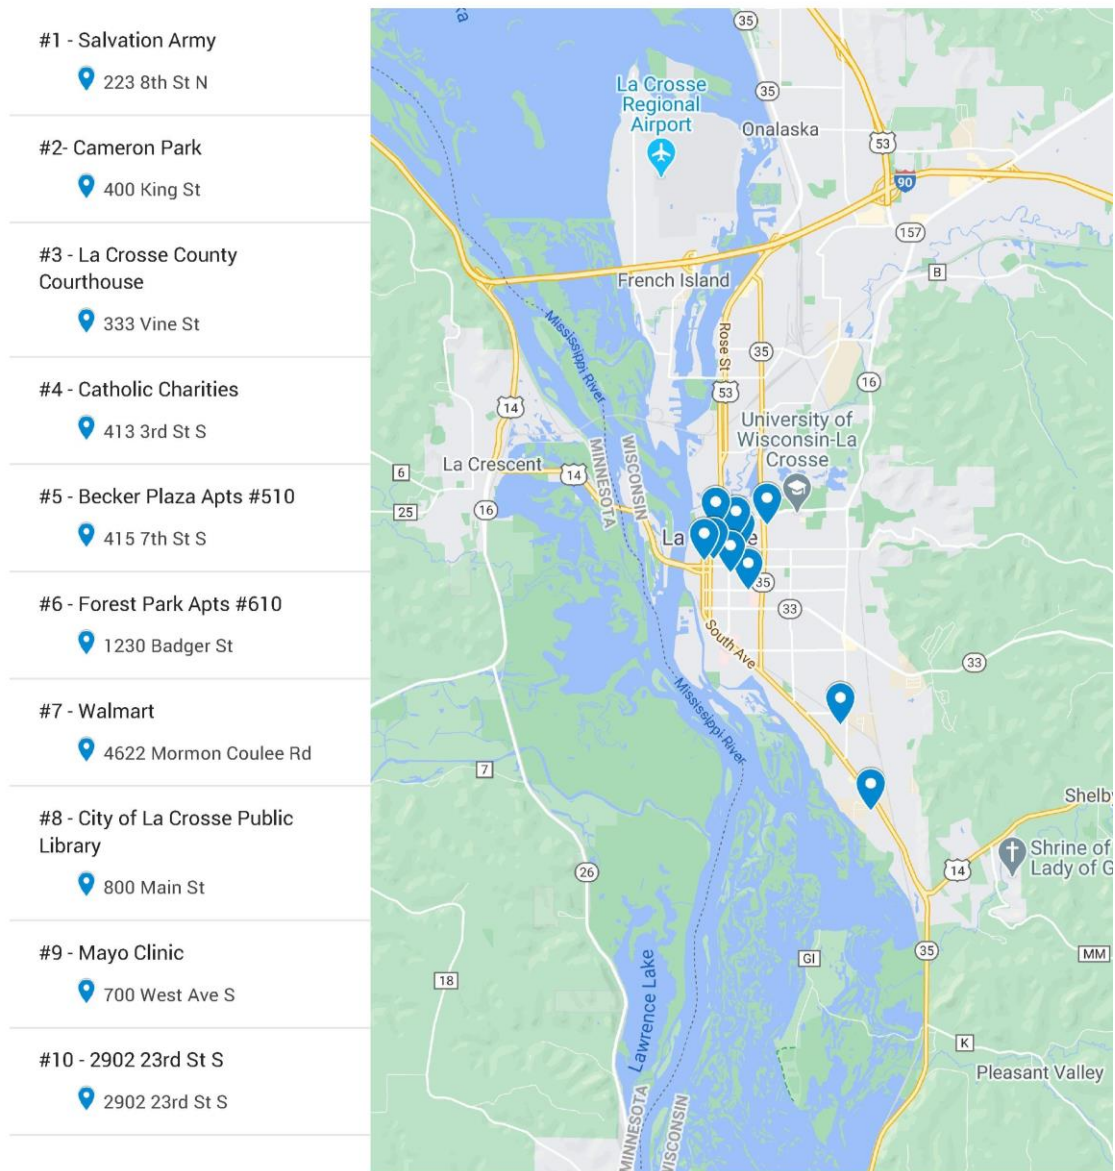 #1 - Salvation Army
223 8th St N
#2- Cameron Park
400 King St
#3 - La Crosse County
Courthouse
333 Vine St
#4 - Catholic Charities
413 3rd St S
#5 - Becker Plaza Apts #510
415 7th St S
#6 - Forest Park Apts #610
1230 Badger St
#7 - Walmart
4622 Mormon Coulee Rd
#8 - City of La Crosse Public
Library
800 Main St
#9 - Mayo Clinic
700 West Ave S
#10 - 2902 23rd St S
2902 23rd St S
35
La Crosse
Regional
Airport
35
Onalaska
53
90
157
B
French Island
Mississippi River
Rose St
35
16
53
14
University of
Wisconsin-La
Crosse
MINNESOTA
WISCONSIN
La Crescent
6
14
25
16
La
e
35
33
South Ave
33
Mississippi River
7
Shelby
Shrine of
Lady of G
14
26
35
GI
MM
18
Lawrence Lake
K
Pleasant Valley
MINNESOTA
WISCONSIN